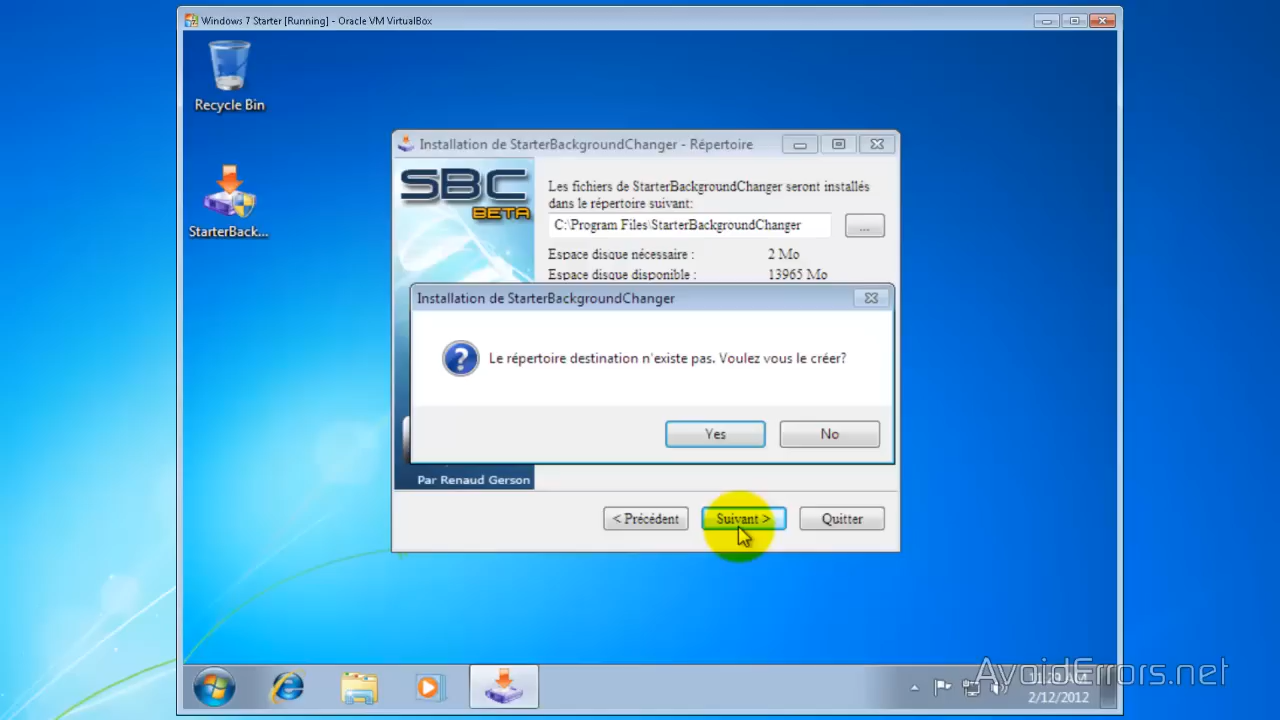 Windows 7 Starter [Running] - Oracle VM VirtualBox
Recycle Bin
StarterBack...
Installation de StarterBackgroundChanger - Répertoire
SBC
BETA
Les fichiers de StarterBackgroundChanger seront installés
dans le répertoire suivant:
C:\Program Files\StarterBackgroundChanger
...
Espace disque nécessaire : 2 Mo
Espace disque disponible : 13965 Mo
Installation de StarterBackgroundChanger
Le répertoire destination n'existe pas. Voulez vous le créer?
Yes No
Par Renaud Gerson
< Précédent Suivant > Quitter
AvoidErrors.net
2/12/2012